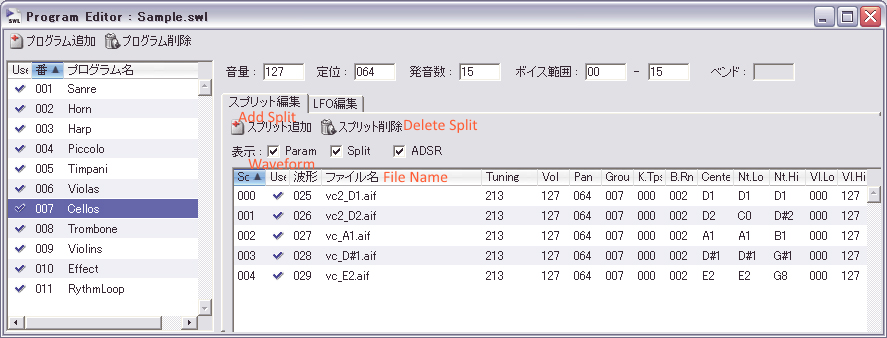 Program Editor : Sample.swl
プログラム追加 プログラム削除
Use 番 プログラム名
001 Sanre
002 Horn
003 Harp
004 Piccolo
005 Timpani
006 Violas
007 Cellos
008 Trombone
009 Violins
010 Effect
011 RythmLoop
音量: 127 定位: 064 発音数: 15 ボイス範囲: 00 - 15 ベンド:
スプリット編集 LFO編集
Add Split
スプリット追加 スプリット削除 Delete Split
表示: Param Split ADSR
Waveform File Name
Sc Use 波形 ファイル名 Tuning Vol Pan Grou K.Tps B.Rn Cente Nt.Lo Nt.Hi Vl.Lo Vl.Hi
000 025 vc2_D1.aif 213 127 064 007 000 002 D1 D1 D1 000 127
001 026 vc2_D2.aif 213 127 064 007 000 002 D2 C0 D#2 000 127
002 027 vc_A1.aif 213 127 064 007 000 002 A1 A1 B1 000 127
003 028 vc_D#1.aif 213 127 064 007 000 002 D#1 D#1 G#1 000 127
004 029 vc_E2.aif 213 127 064 007 000 002 E2 E2 G8 000 127